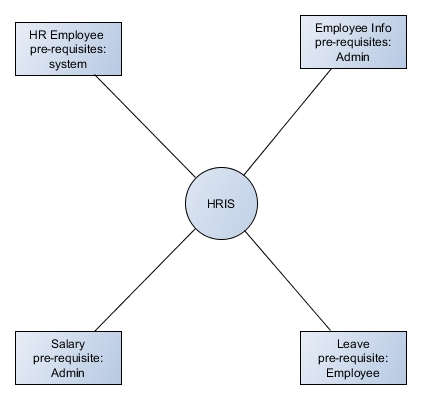 HR Employee
pre-requisites:
system
Employee Info
pre-requisites:
Admin
HRIS
Salary
pre-requisite:
Admin
Leave
pre-requisite:
Employee